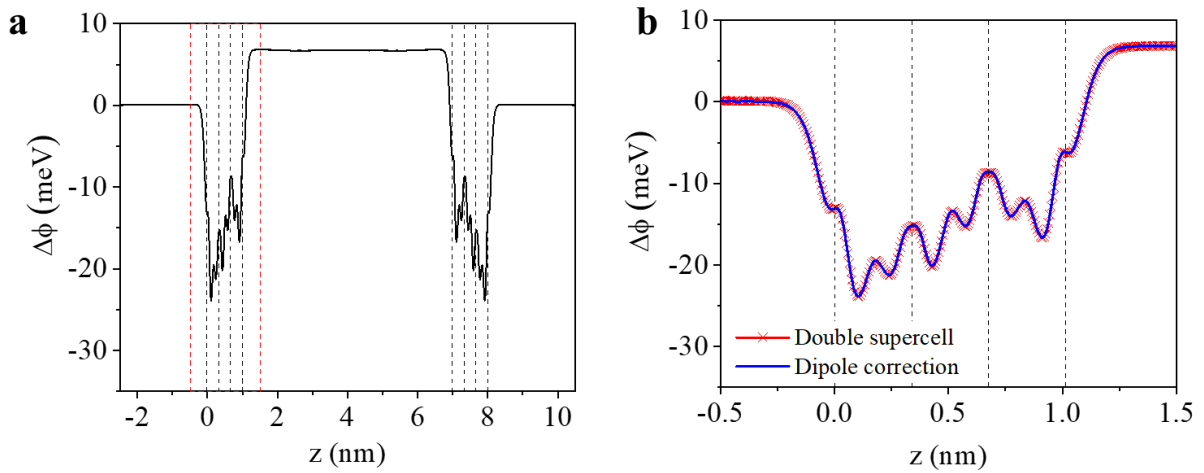 a
10
0
-10
-20
-30
Δϕ (meV)
-2
0
2
4
6
8
10
z (nm)
b
10
0
-10
-20
-30
Δϕ (meV)
Double supercell
Dipole correction
-0.5
0.0
0.5
1.0
1.5
z (nm)